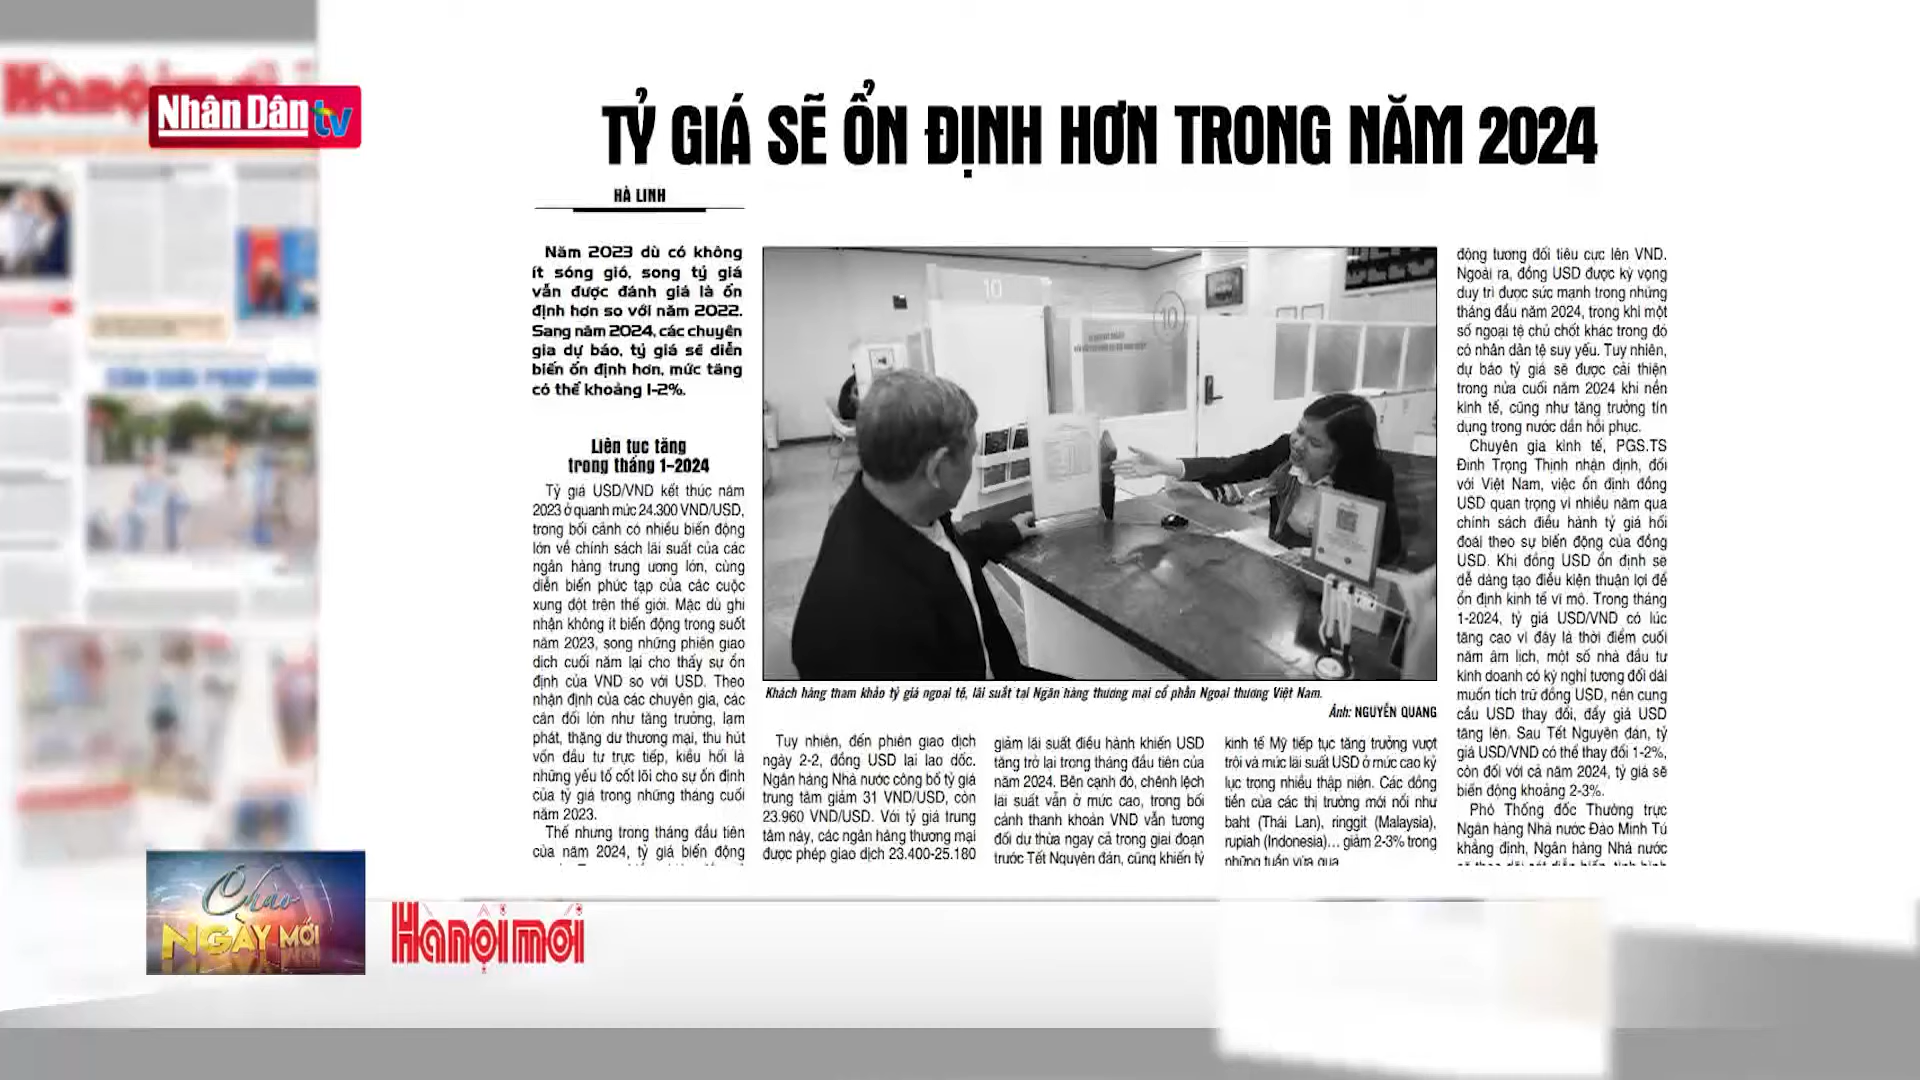 Nhân Dân tv
TỶ GIÁ SẼ ỔN ĐỊNH HƠN TRONG NĂM 2024
HÀ LINH
Năm 2023 dù có không
ít sóng gió, song tỷ giá
vẫn được đánh giá là ổn
định hơn so với năm 2022.
Sang năm 2024, các chuyên
gia dự báo, tỷ giá sẽ diễn
biến ổn định hơn, mức tăng
có thể khoảng 1-2%.
Liên tục tăng
trong tháng 1-2024
Tỷ giá USD/VND kết thúc năm
2023 ở quanh mức 24.300 VND/USD,
trong bối cảnh có nhiều biến động
lớn về chính sách lãi suất của các
ngân hàng trung ương lớn, cùng
diễn biến phức tạp của các cuộc
xung đột trên thế giới. Mặc dù ghi
nhận không ít biến động trong suốt
năm 2023, song những phiên giao
dịch cuối năm lại cho thấy sự ổn
định của VND so với USD. Theo
nhận định của các chuyên gia, các
cân đối lớn như tăng trưởng, lạm
phát, thặng dư thương mại, thu hút
vốn đầu tư trực tiếp, kiều hối là
những yếu tố cốt lõi cho sự ổn định
của tỷ giá trong những tháng cuối
năm 2023.
Thế nhưng trong tháng đầu tiên
của năm 2024, tỷ giá biến động
10
10
Khách hàng tham khảo tỷ giá ngoại tệ, lãi suất tại Ngân hàng thương mại cổ phần Ngoại thương Việt Nam.
Ảnh: NGUYỄN QUANG
Tuy nhiên, đến phiên giao dịch
ngày 2-2, đồng USD lại lao dốc.
Ngân hàng Nhà nước công bố tỷ giá
trung tâm giảm 31 VND/USD, còn
23.960 VND/USD. Với tỷ giá trung
tâm này, các ngân hàng thương mại
được phép giao dịch 23.400-25.180
giảm lãi suất điều hành khiến USD
tăng trở lại trong tháng đầu tiên của
năm 2024. Bên cạnh đó, chênh lệch
lãi suất vẫn ở mức cao, trong bối
cảnh thanh khoản VND vẫn tương
đối dư thừa ngay cả trong giai đoạn
trước Tết Nguyên đán, cũng khiến tỷ
kinh tế Mỹ tiếp tục tăng trưởng vượt
trội và mức lãi suất USD ở mức cao kỷ
lục trong nhiều thập niên. Các đồng
tiền của các thị trường mới nổi như
baht (Thái Lan), ringgit (Malaysia),
rupiah (Indonesia)... giảm 2-3% trong
những tuần vừa qua.
động tương đối tiêu cực lên VND.
Ngoài ra, đồng USD được kỳ vọng
duy trì được sức mạnh trong những
tháng đầu năm 2024, trong khi một
số ngoại tệ chủ chốt khác trong đó
có nhân dân tệ suy yếu. Tuy nhiên,
dự báo tỷ giá sẽ được cải thiện
trong nửa cuối năm 2024 khi nền
kinh tế, cũng như tăng trưởng tín
dụng trong nước dần hồi phục.
Chuyên gia kinh tế, PGS.TS
Đinh Trọng Thịnh nhận định, đối
với Việt Nam, việc ổn định đồng
USD quan trọng vì nhiều năm qua
chính sách điều hành tỷ giá hối
đoái theo sự biến động của đồng
USD. Khi đồng USD ổn định sẽ
dễ dàng tạo điều kiện thuận lợi để
ổn định kinh tế vĩ mô. Trong tháng
1-2024, tỷ giá USD/VND có lúc
tăng cao vì đây là thời điểm cuối
năm âm lịch, một số nhà đầu tư
kinh doanh có kỳ nghỉ tương đối dài
muốn tích trữ đồng USD, nên cung
cầu USD thay đổi, đẩy giá USD
tăng lên. Sau Tết Nguyên đán, tỷ
giá USD/VND có thể thay đổi 1-2%,
còn đối với cả năm 2024, tỷ giá sẽ
biến động khoảng 2-3%.
Phó Thống đốc Thường trực
Ngân hàng Nhà nước Đào Minh Tú
khẳng định, Ngân hàng Nhà nước
Chào
NGÀY MỚI
Hànộimới